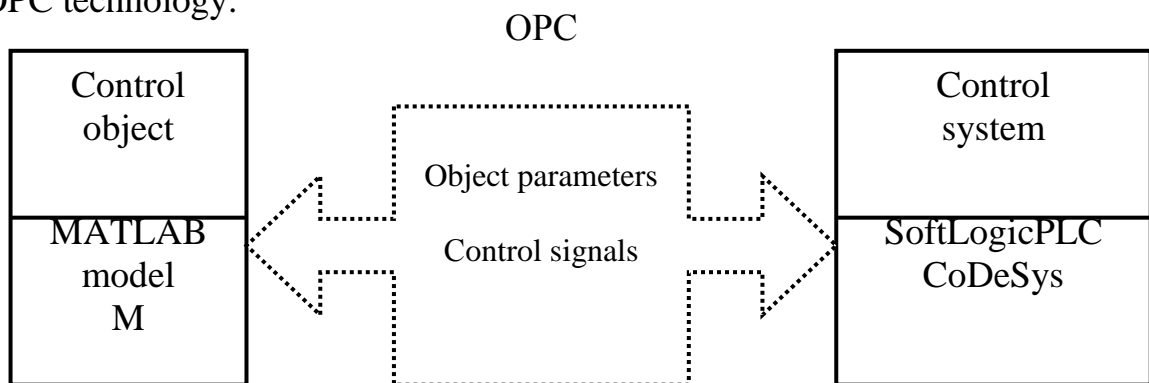 OPC technology.
OPC
Control
object
MATLAB
model
M
Object parameters
Control signals
Control
system
SoftLogicPLC
CoDeSys